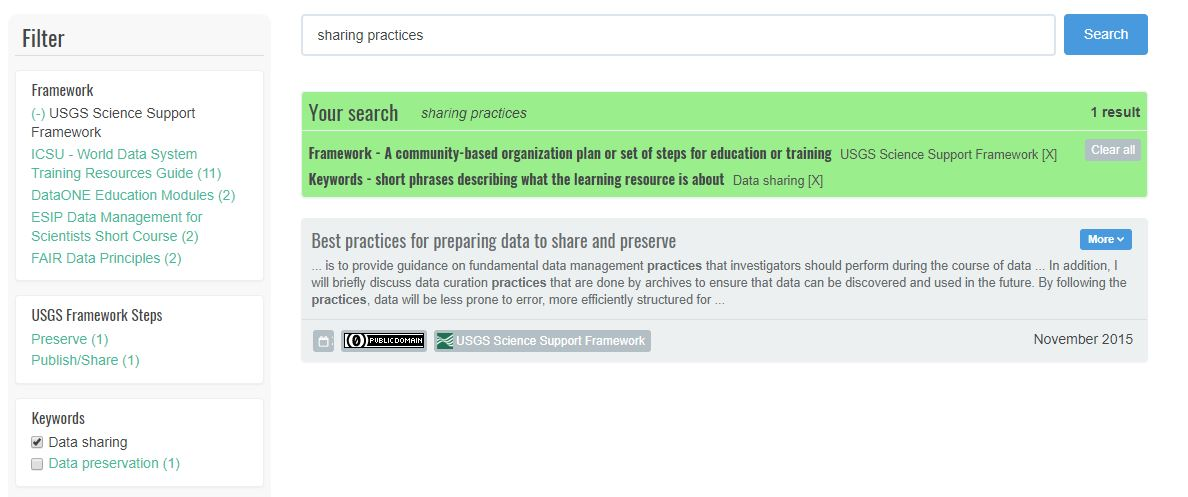 Filter
Framework
(-) USGS Science Support
Framework
ICSU - World Data System
Training Resources Guide (11)
DataONE Education Modules (2)
ESIP Data Management for
Scientists Short Course (2)
FAIR Data Principles (2)
USGS Framework Steps
Preserve (1)
Publish/Share (1)
Keywords
Data sharing
Data preservation (1)
sharing practices
Search
Your search sharing practices 1 result
Framework - A community-based organization plan or set of steps for education or training USGS Science Support Framework [X] Clear all
Keywords - short phrases describing what the learning resource is about Data sharing [X]
Best practices for preparing data to share and preserve More
... is to provide guidance on fundamental data management practices that investigators should perform during the course of data ... In addition, I
will briefly discuss data curation practices that are done by archives to ensure that data can be discovered and used in the future. By following the
practices, data will be less prone to error, more efficiently structured for ...
PUBLIC DOMAIN USGS Science Support Framework November 2015